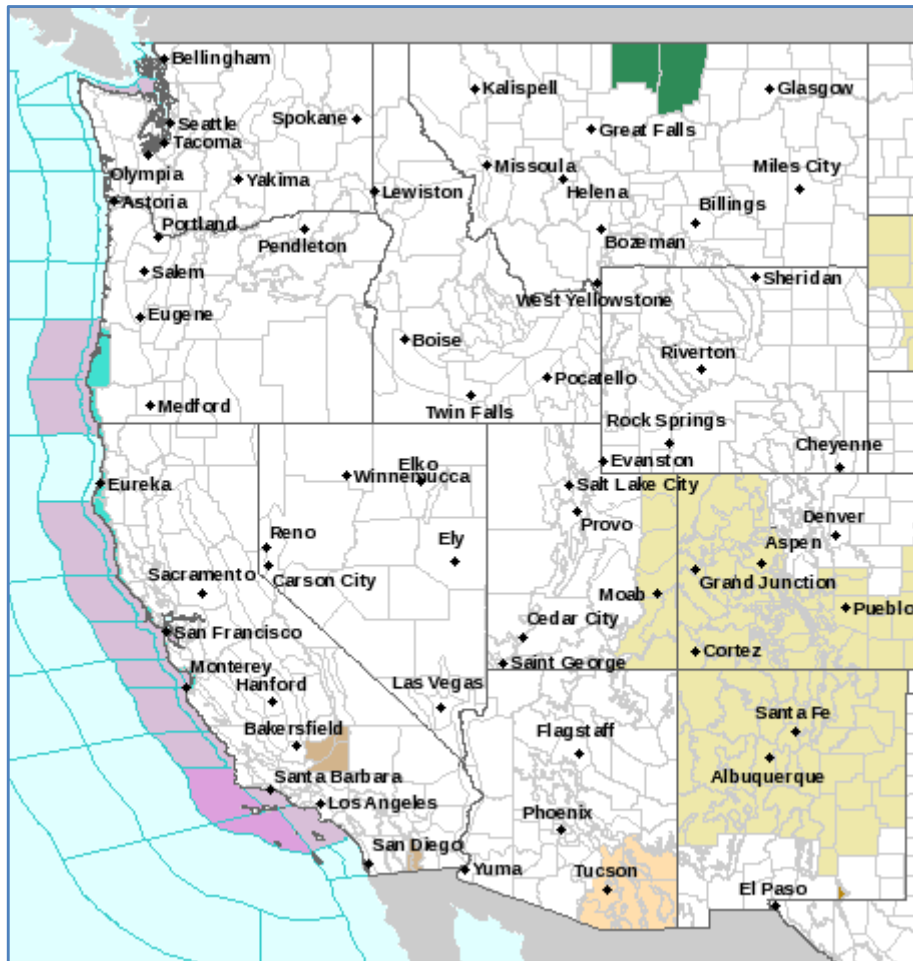 Bellingham
Kalispell
Glasgow
Seattle
Spokane
Tacoma
Great Falls
Olympia
Missoula
Miles City
Yakima
Lewiston
Helena
Astoria
Billings
Portland
Pendleton
Bozeman
Salem
Sheridan
West Yellowstone
Eugene
Boise
Riverton
Pocatello
Medford
Twin Falls
Rock Springs
Cheyenne
Elko
Evanston
Winnemucca
Eureka
Salt Lake City
Provo
Denver
Reno
Ely
Aspen
Sacramento
Carson City
Grand Junction
Moab
Pueblo
San Francisco
Cedar City
Cortez
Saint George
Monterey
Hanford
Las Vegas
Santa Fe
Bakersfield
Flagstaff
Albuquerque
Santa Barbara
Los Angeles
Phoenix
San Diego
Yuma
Tucson
El Paso